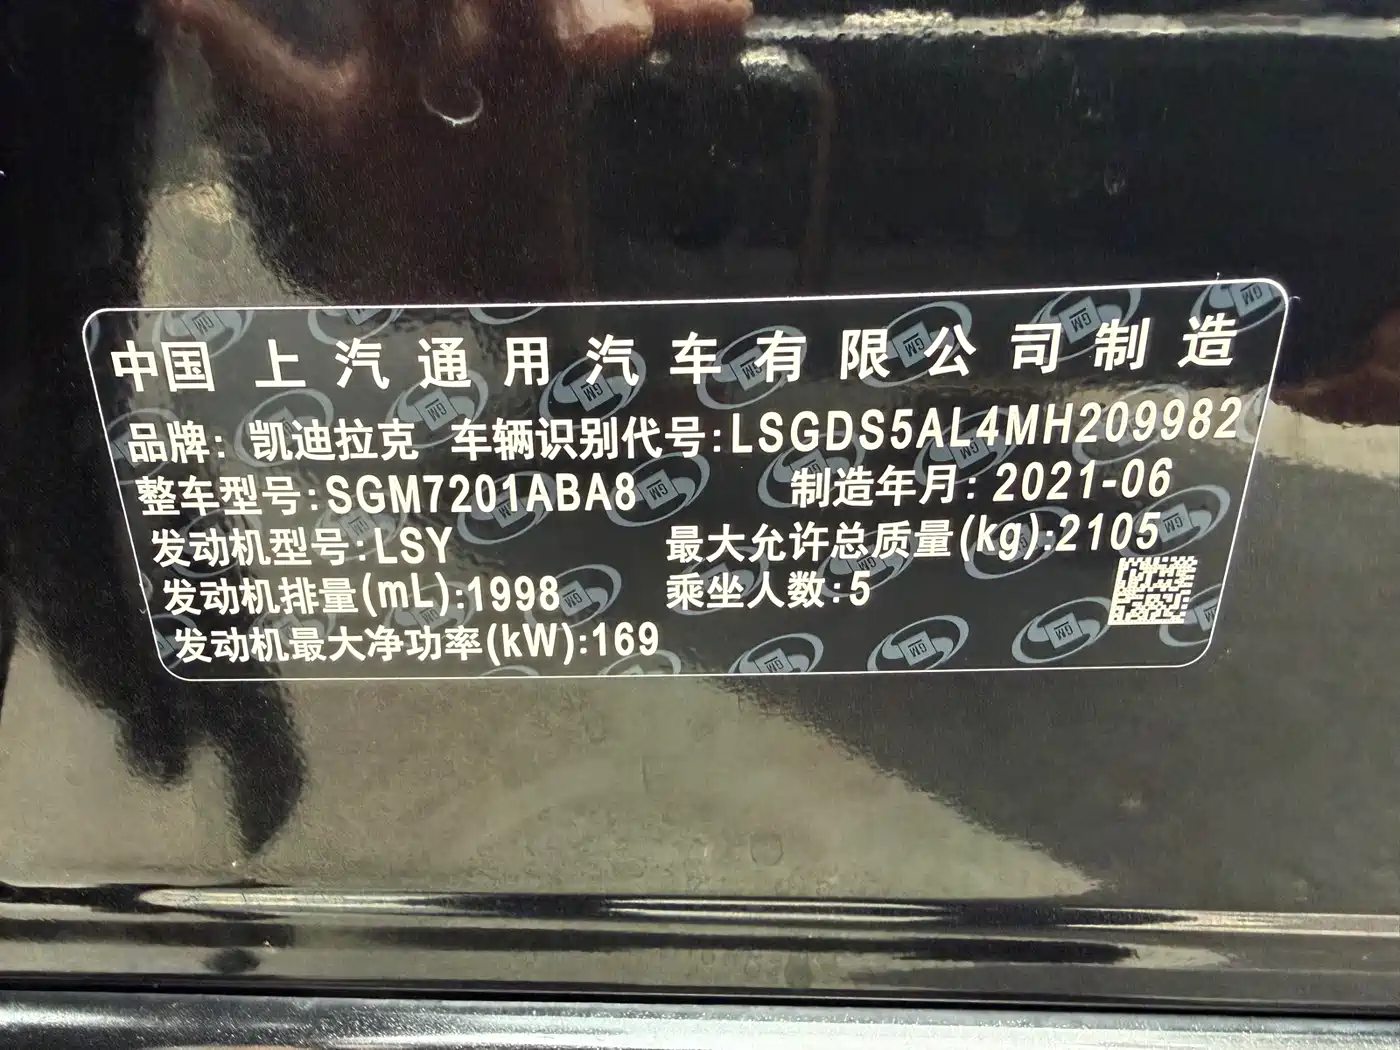 中国 上汽通用汽车有限公司制造
品牌: 凯迪拉克 车辆识别代号:LSGDS5AL4MH209982
整车型号:SGM7201ABA8 制造年月: 2021-06
发动机型号:LSY 最大允许总质量(kg):2105
发动机排量(mL):1998 乘坐人数:5
发动机最大净功率(kW):169